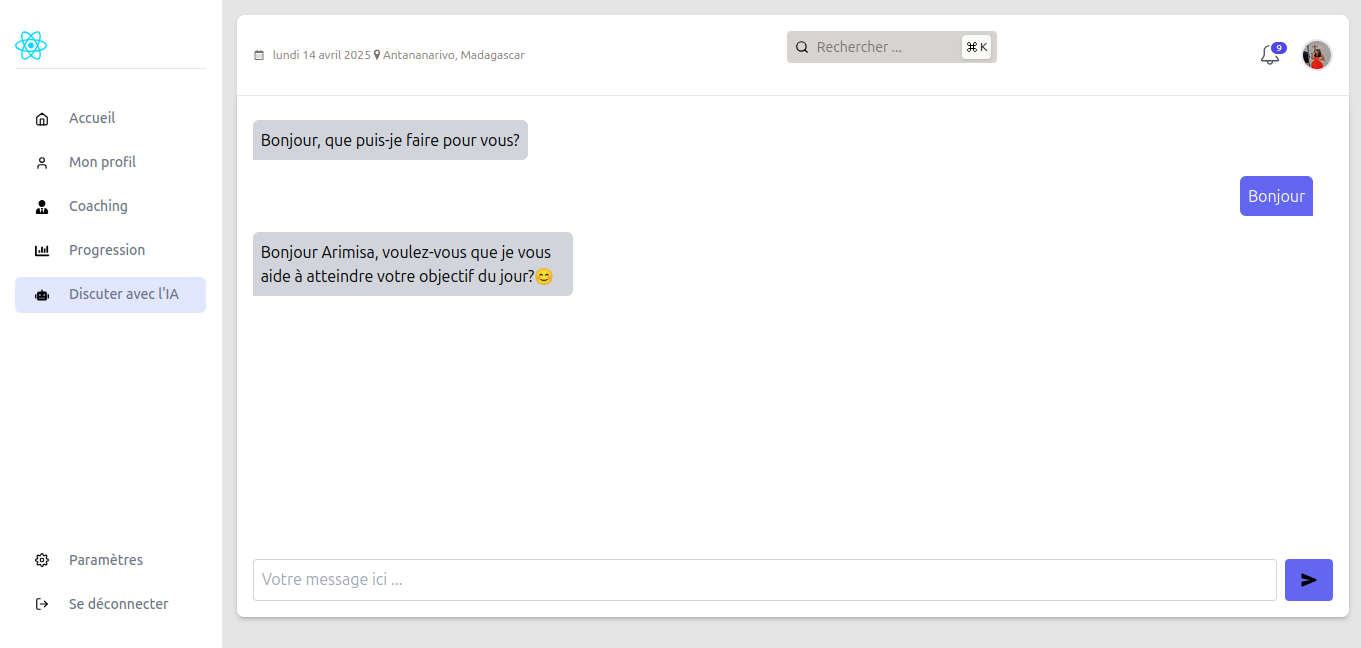 Accueil
Mon profil
Coaching
Progression
Discuter avec l'IA
Paramètres
Se déconnecter
lundi 14 avril 2025 Antananarivo, Madagascar
Rechercher ...
⌘ K
9
Bonjour, que puis-je faire pour vous?
Bonjour
Bonjour Arimisa, voulez-vous que je vous
aide à atteindre votre objectif du jour?😊
Votre message ici ...